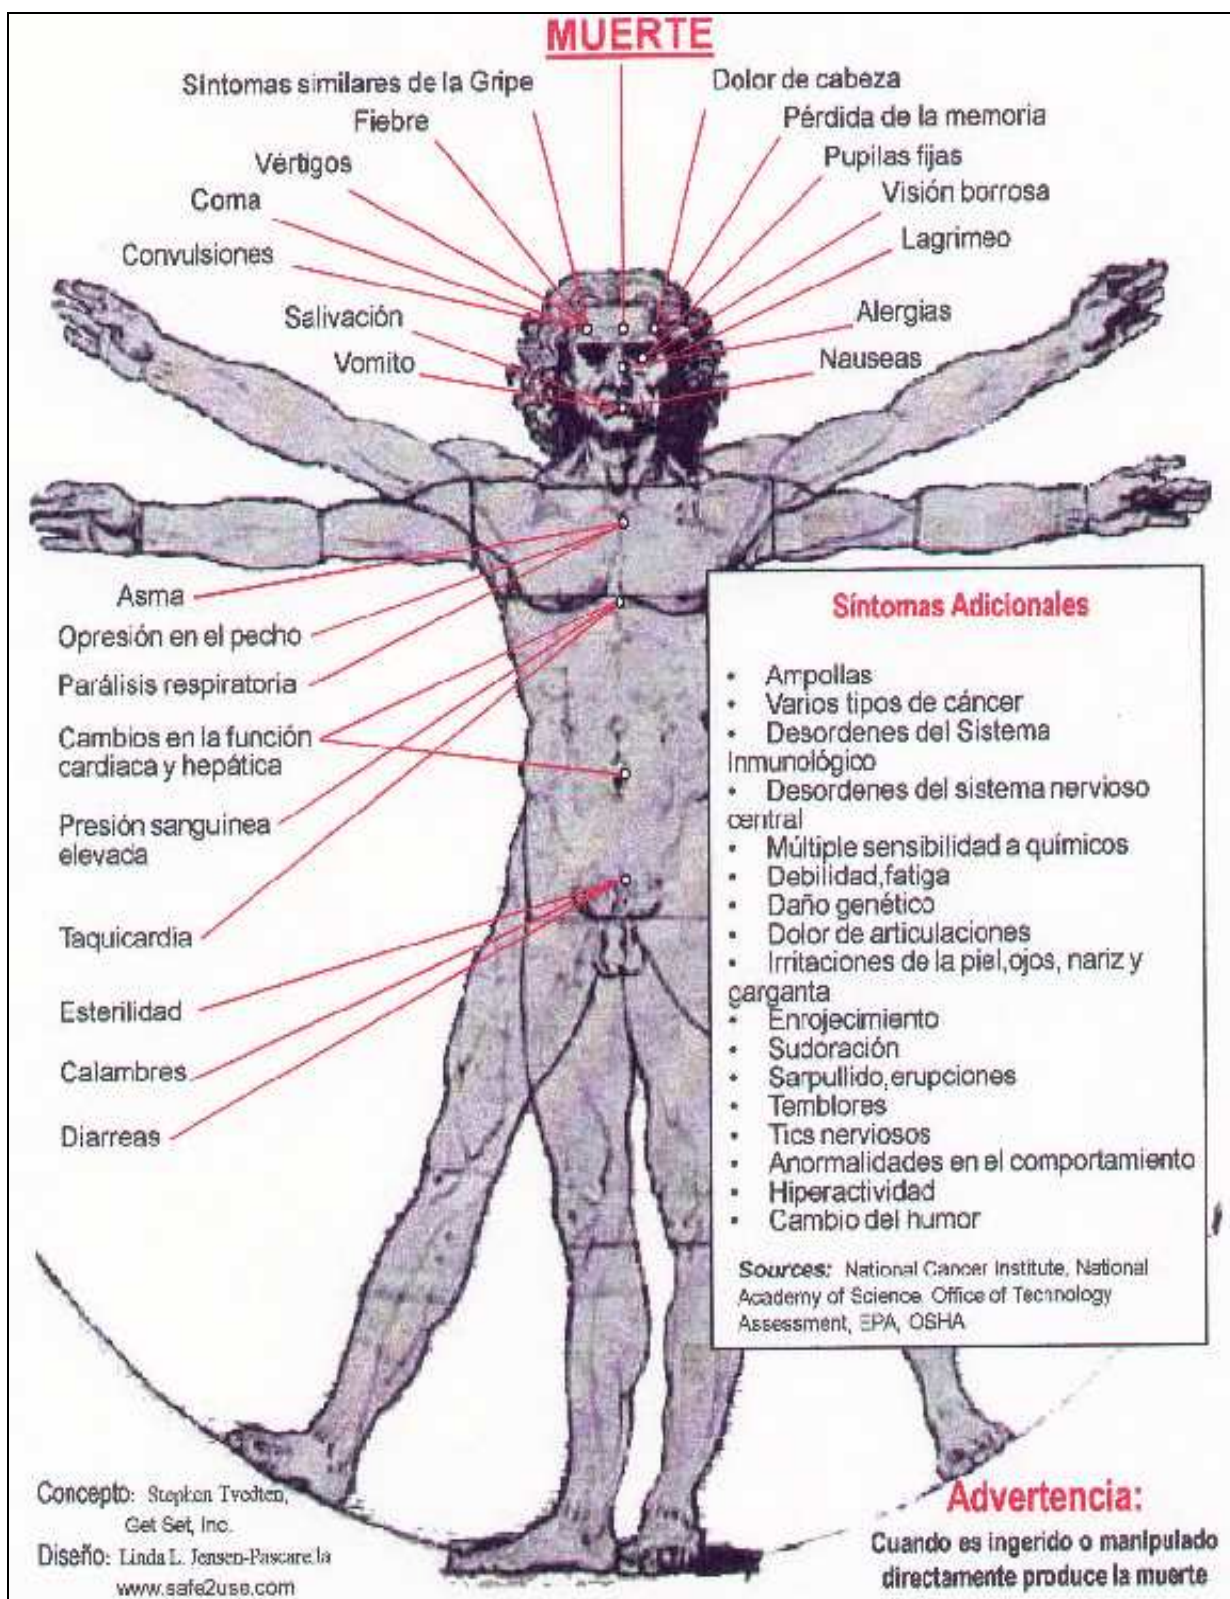 MUERTE
Síntomas similares de la Gripe
Fiebre
Vértigos
Coma
Convulsiones
Salivación
Vomito
Dolor de cabeza
Pérdida de la memoria
Pupilas fijas
Visión borrosa
Lagrimeo
Alergias
Nauseas
Asma
Opresión en el pecho
Parálisis respiratoria
Cambios en la función
cardiaca y hepática
Presión sanguinea
elevada
Taquicardia
Esterilidad
Calambres
Diarreas
Síntomas Adicionales
• Ampollas
• Varios tipos de cáncer
• Desordenes del Sistema
Inmunológico
• Desordenes del sistema nervioso
central
• Múltiple sensibilidad a químicos
• Debilidad,fatiga
• Daño genético
• Dolor de articulaciones
• Irritaciones de la piel,ojos, nariz y
garganta
• Enrojecimiento
• Sudoración
• Sarpullido,erupciones
• Temblores
• Tics nerviosos
• Anormalidades en el comportamiento
• Hiperactividad
• Cambio del humor
Sources: National Cancer Institute, National
Academy of Science, Office of Technology
Assessment, EPA, OSHA
Concepto: Stephen Tvedten,
Get Set, Inc.
Diseño: Linda L. Jensen-Pascarella
www.safe2use.com
Advertencia:
Cuando es ingerido o manipulado
directamente produce la muerte